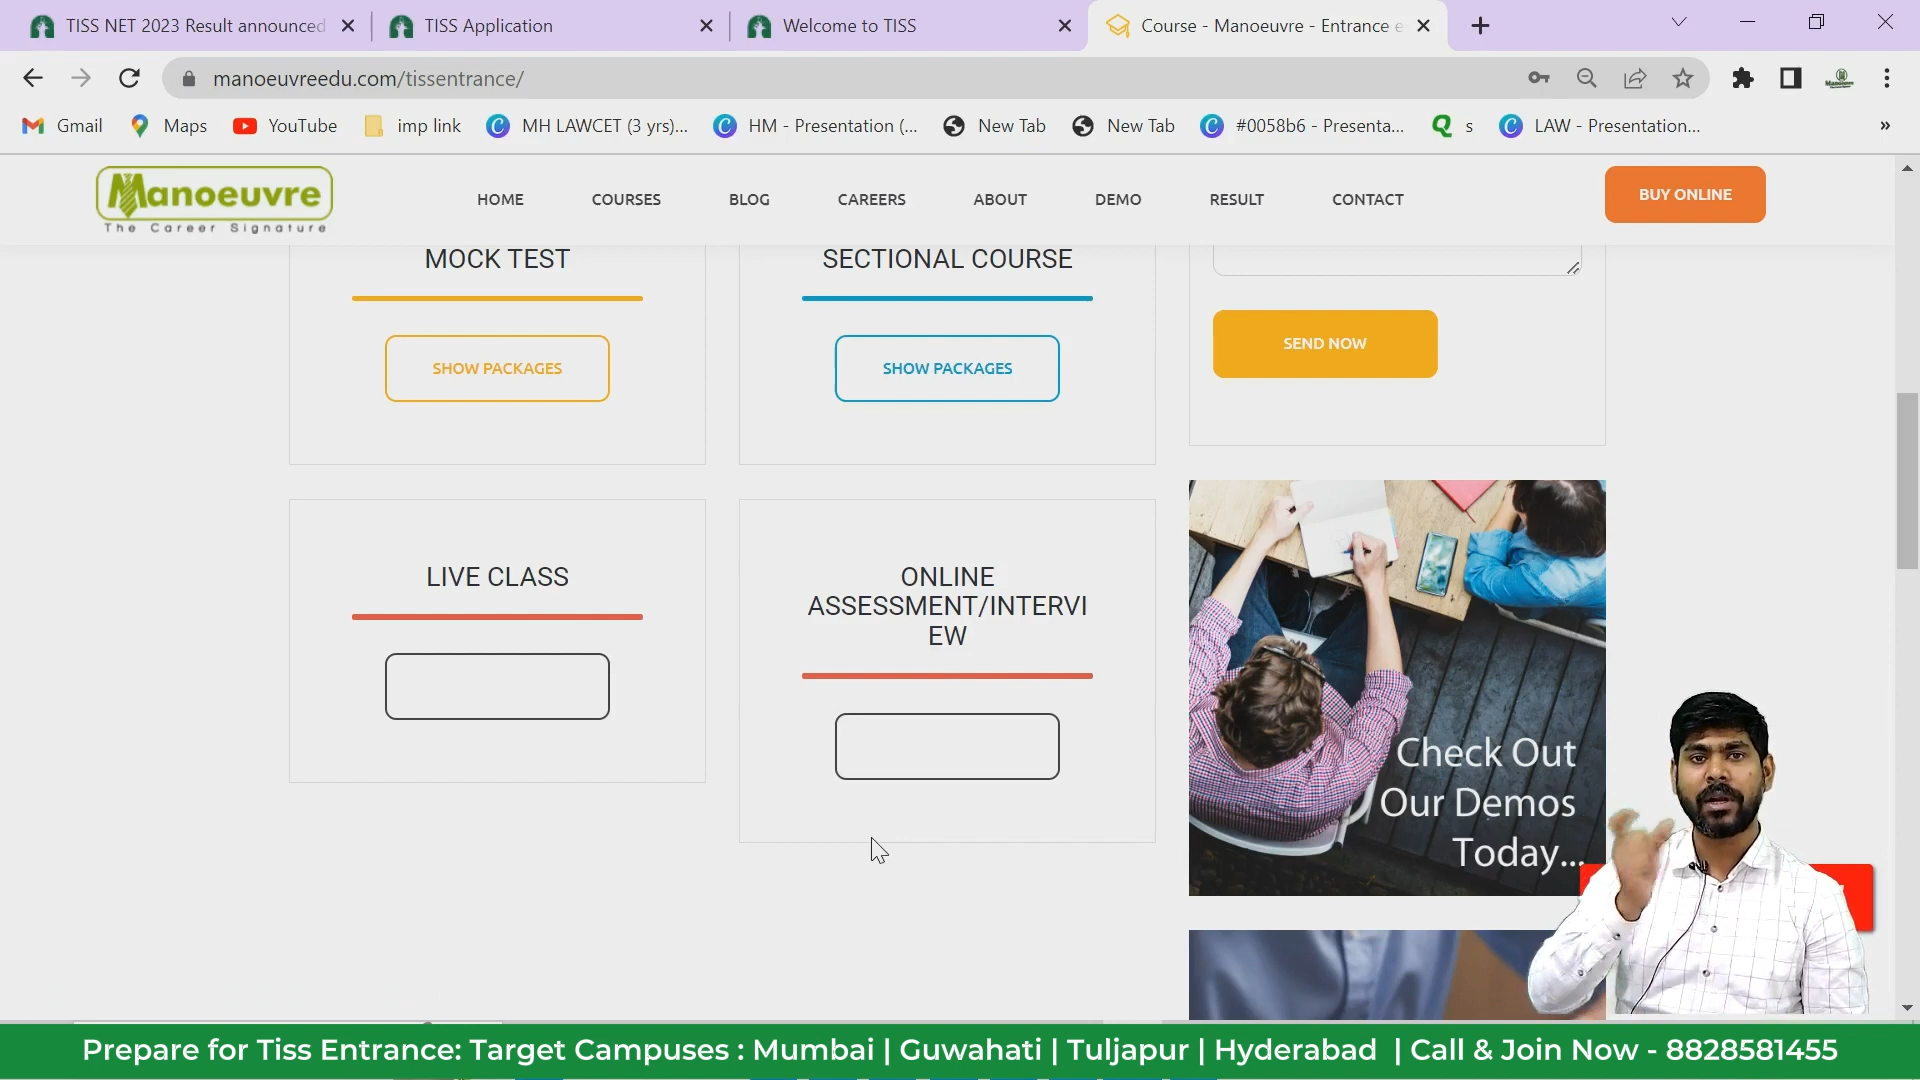 TISS NET 2023 Result announced
TISS Application
Welcome to TISS
Course - Manoeuvre - Entrance e
manoeuvreedu.com/tissentrance/
Gmail
Maps
YouTube
imp link
MH LAWCET (3 yrs)...
HM - Presentation (...
New Tab
New Tab
#0058b6 - Presenta...
s
LAW - Presentation...
»
Manoeuvre
The Career Signature
HOME
COURSES
BLOG
CAREERS
ABOUT
DEMO
RESULT
CONTACT
BUY ONLINE
MOCK TEST
SHOW PACKAGES
SECTIONAL COURSE
SHOW PACKAGES
SEND NOW
LIVE CLASS
ONLINE
ASSESSMENT/INTERVI
EW
Check Out
Our Demos
Today...
Prepare for Tiss Entrance: Target Campuses : Mumbai | Guwahati | Tuljapur | Hyderabad | Call & Join Now - 8828581455